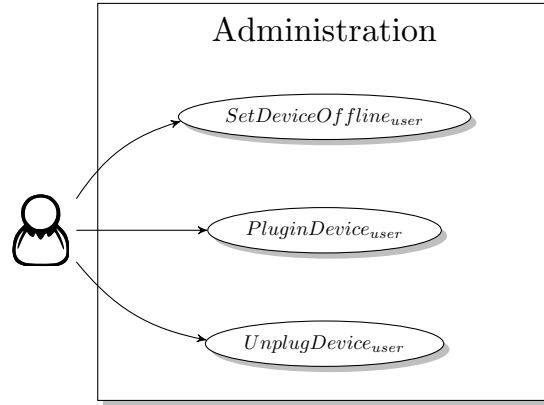 Administration
SetDeviceOffline_user
PluginDevice_user
UnplugDevice_user